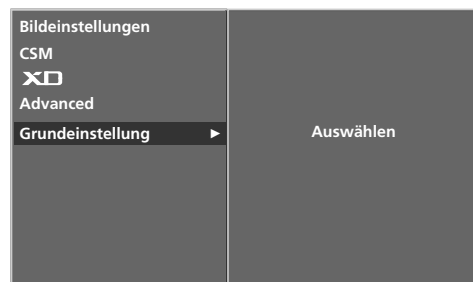 Bildeinstellungen
CSM
XD
Advanced
Grundeinstellung ►
Auswählen